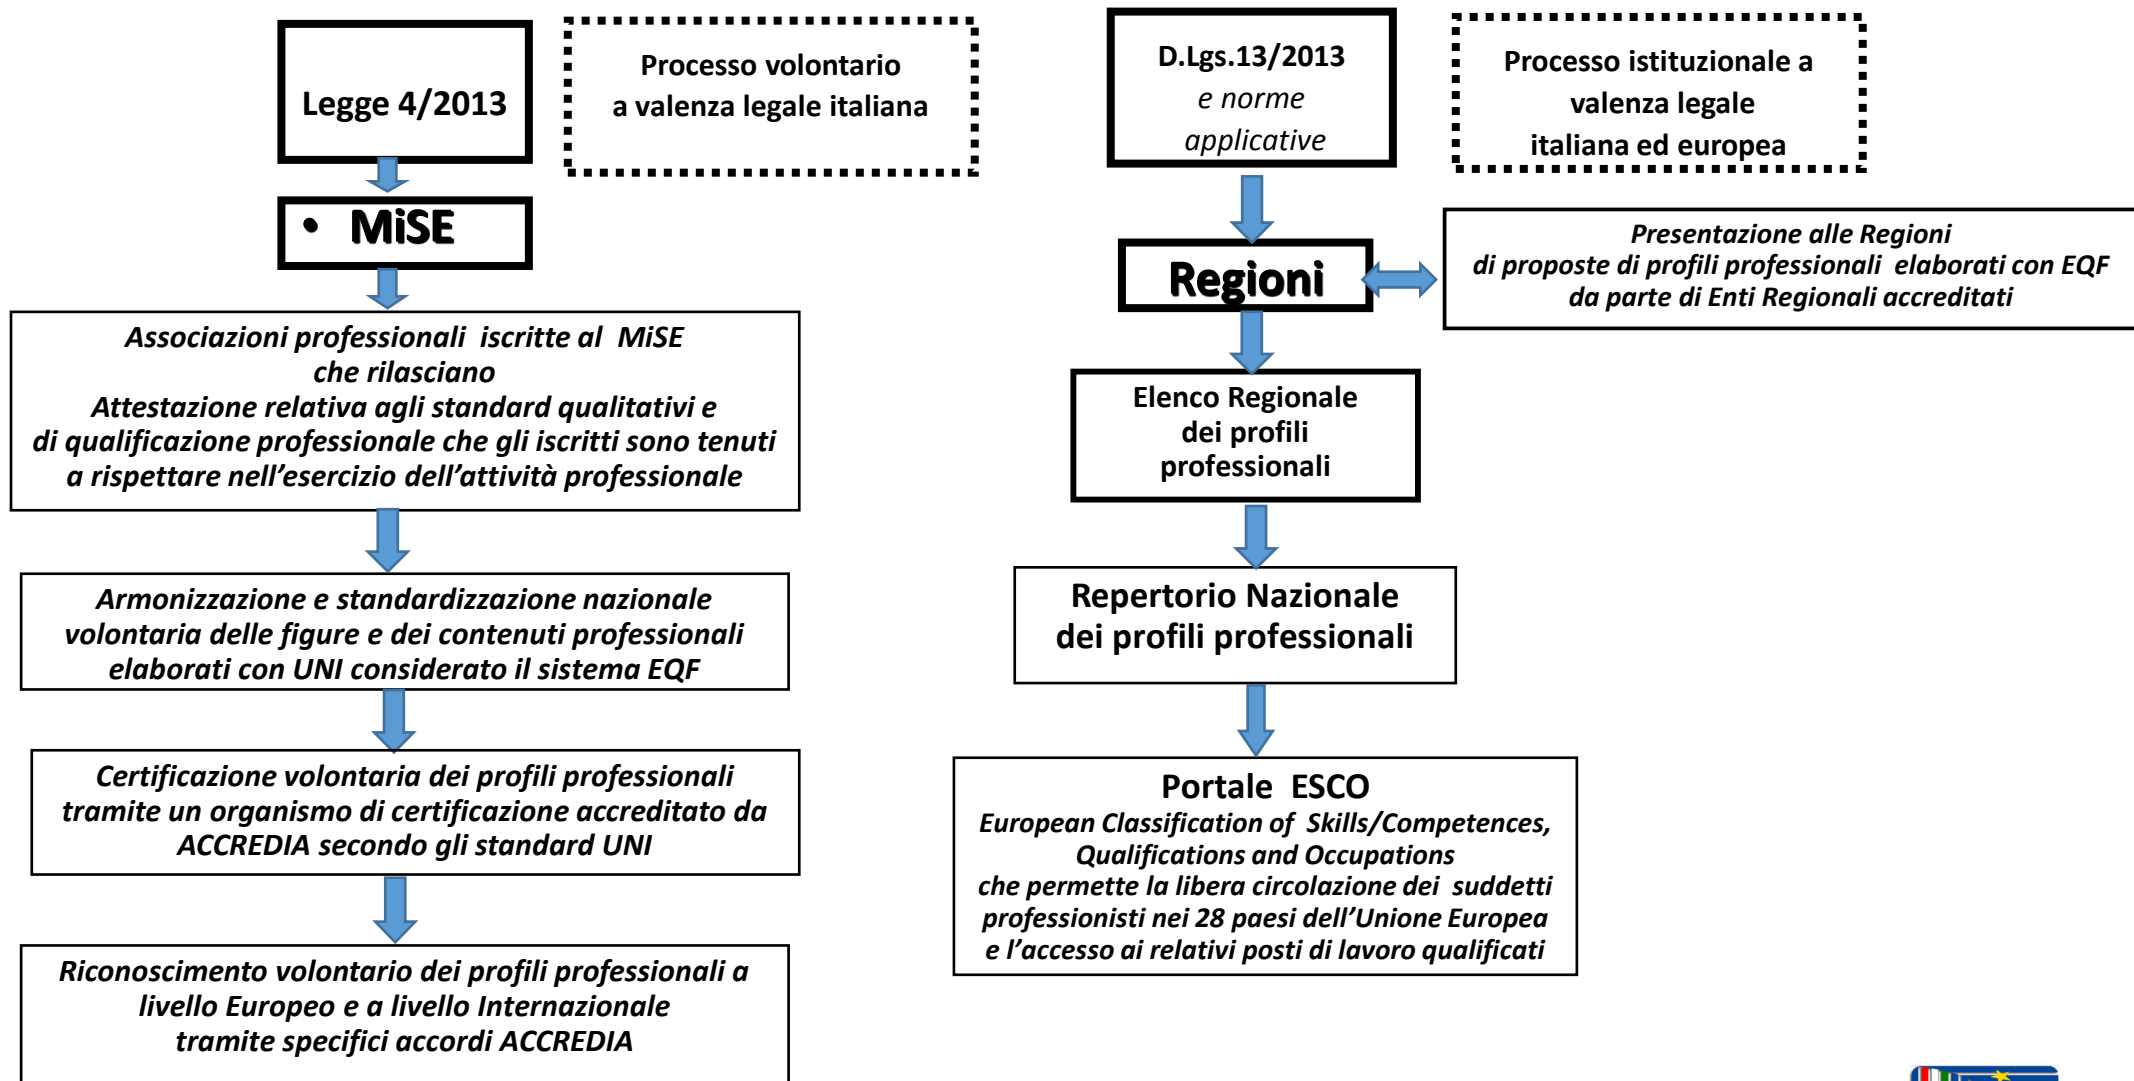 Legge 4/2013
Processo volontario
a valenza legale italiana
• MiSE
Associazioni professionali iscritte al MiSE
che rilasciano
Attestazione relativa agli standard qualitativi e
di qualificazione professionale che gli iscritti sono tenuti
a rispettare nell’esercizio dell’attività professionale
Armonizzazione e standardizzazione nazionale
volontaria delle figure e dei contenuti professionali
elaborati con UNI considerato il sistema EQF
Certificazione volontaria dei profili professionali
tramite un organismo di certificazione accreditato da
ACCREDIA secondo gli standard UNI
Riconoscimento volontario dei profili professionali a
livello Europeo e a livello Internazionale
tramite specifici accordi ACCREDIA
D.Lgs.13/2013
e norme
applicative
Processo istituzionale a
valenza legale
italiana ed europea
Regioni
Presentazione alle Regioni
di proposte di profili professionali elaborati con EQF
da parte di Enti Regionali accreditati
Elenco Regionale
dei profili
professionali
Repertorio Nazionale
dei profili professionali
Portale ESCO
European Classification of Skills/Competences,
Qualifications and Occupations
che permette la libera circolazione dei suddetti
professionisti nei 28 paesi dell’Unione Europea
e l’accesso ai relativi posti di lavoro qualificati